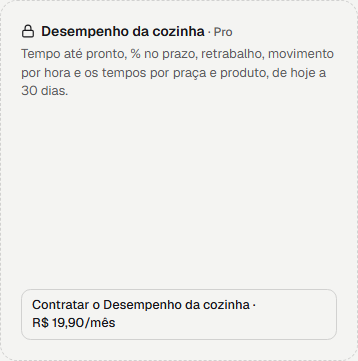 Desempenho da cozinha · Pro
Tempo até pronto, % no prazo, retrabalho, movimento
por hora e os tempos por praça e produto, de hoje a
30 dias.
Contratar o Desempenho da cozinha ·
R$ 19,90/mês